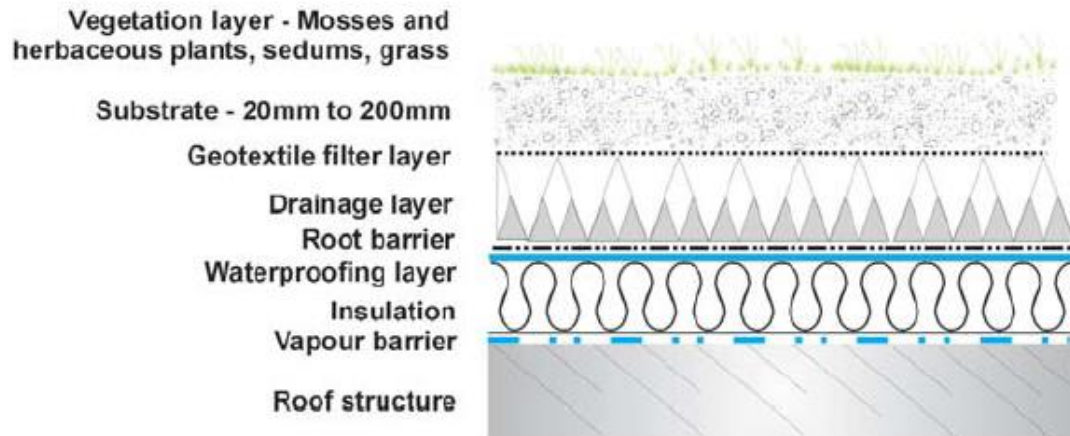 Vegetation layer - Mosses and
herbaceous plants, sedums, grass
Substrate - 20mm to 200mm
Geotextile filter layer
Drainage layer
Root barrier
Waterproofing layer
Insulation
Vapour barrier
Roof structure